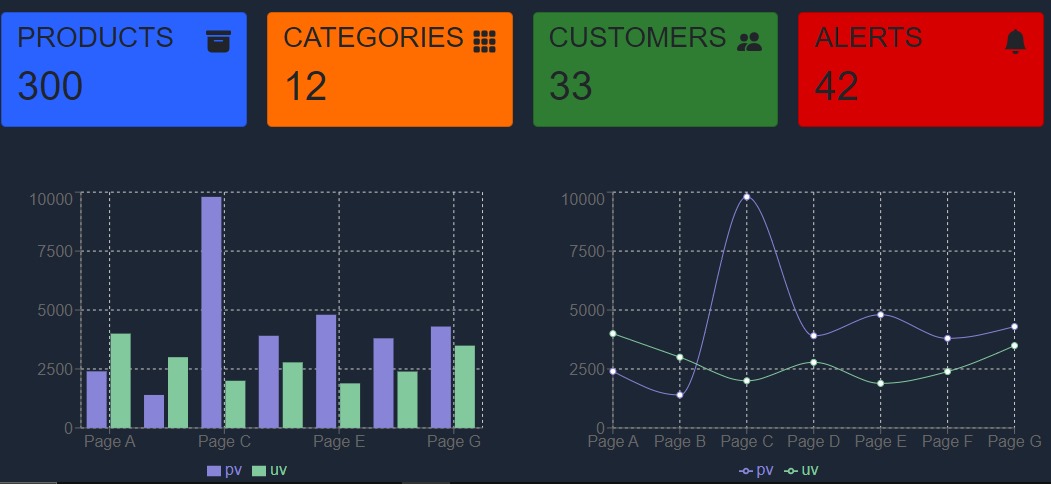 PRODUCTS
300
CATEGORIES
12
CUSTOMERS
33
ALERTS
42
10000
7500
5000
2500
0
Page A Page C Page E Page G
pv uv
10000
7500
5000
2500
0
Page A Page B Page C Page D Page E Page F Page G
pv uv